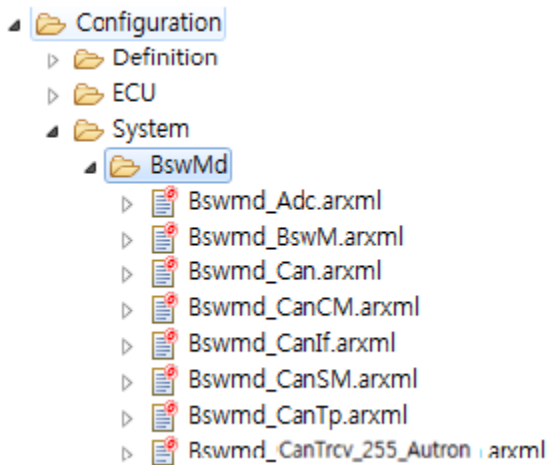 Configuration
Definition
ECU
System
BswMd
Bswmd_Adc.arxml
Bswmd_BswM.arxml
Bswmd_Can.arxml
Bswmd_CanCM.arxml
Bswmd_CanIf.arxml
Bswmd_CanSM.arxml
Bswmd_CanTp.arxml
Bswmd_CanTrcv_255_Autron .arxml